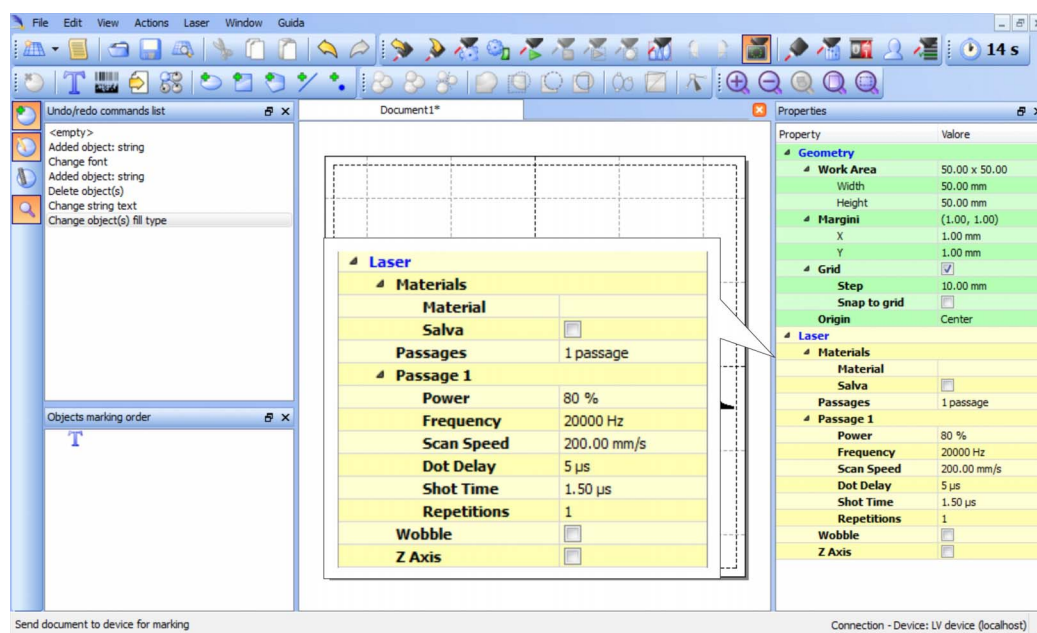 File Edit View Actions Laser Window Guida
14 s
Undo/redo commands list
<empty>
Added object: string
Change font
Added object: string
Delete object(s)
Change string text
Change object(s) fill type
Objects marking order
T
Document1*
Laser
Materials
Material
Salva
Passages 1 passage
Passage 1
Power 80 %
Frequency 20000 Hz
Scan Speed 200.00 mm/s
Dot Delay 5 µs
Shot Time 1.50 µs
Repetitions 1
Wobble
Z Axis
Properties
Property Valore
Geometry
Work Area 50.00 x 50.00
Width 50.00 mm
Height 50.00 mm
Margini (1.00, 1.00)
X 1.00 mm
Y 1.00 mm
Grid
Step 10.00 mm
Snap to grid
Origin Center
Laser
Materials
Material
Salva
Passages 1 passage
Passage 1
Power 80 %
Frequency 20000 Hz
Scan Speed 200.00 mm/s
Dot Delay 5 µs
Shot Time 1.50 µs
Repetitions 1
Wobble
Z Axis
Send document to device for marking
Connection - Device: LV device (localhost)